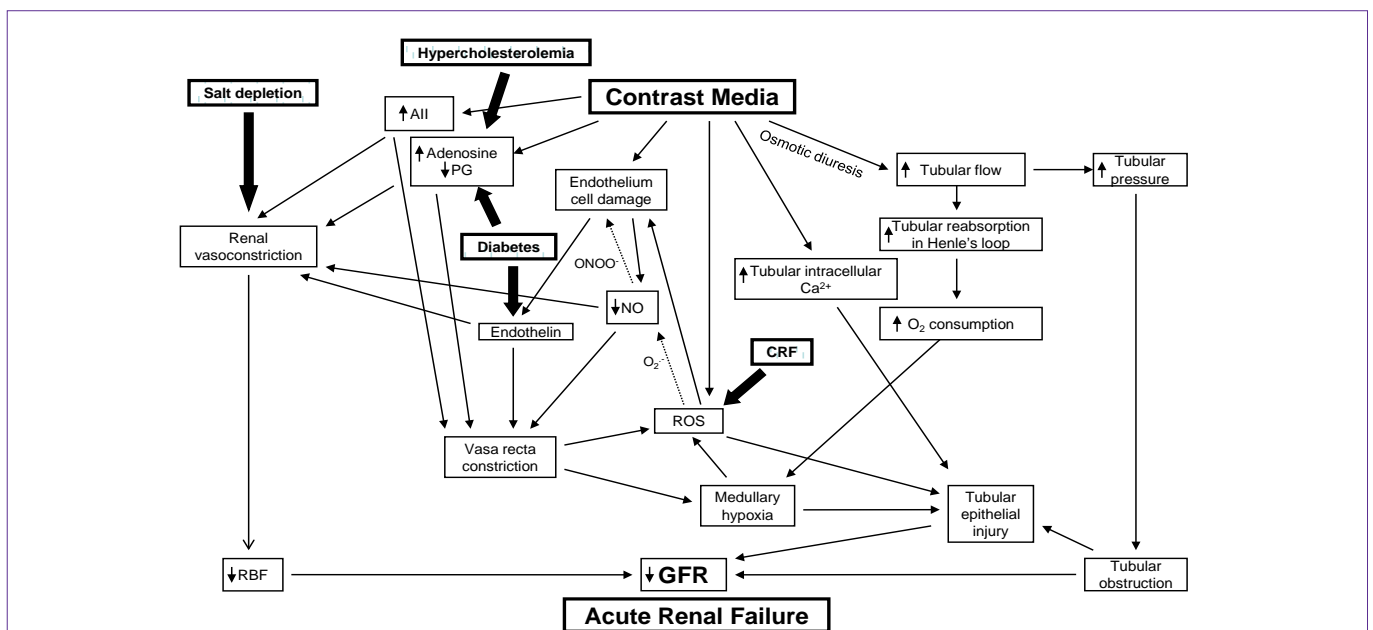 Hypercholesterolemia
Salt depletion
Contrast Media
↑ AII
↑ Adenosine
↓ PG
Osmotic diuresis
Endothelium
cell damage
↑ Tubular flow
↑ Tubular
pressure
Renal
vasoconstriction
Diabetes
↑ Tubular reabsorption
in Henle's loop
ONOO⁻
↑ Tubular intracellular
Ca²⁺
↓ NO
Endothelin
↑ O₂ consumption
O₂·⁻
CRF
ROS
Vasa recta
constriction
Medullary
hypoxia
Tubular
epithelial
injury
↓ RBF
↓ GFR
Tubular
obstruction
Acute Renal Failure